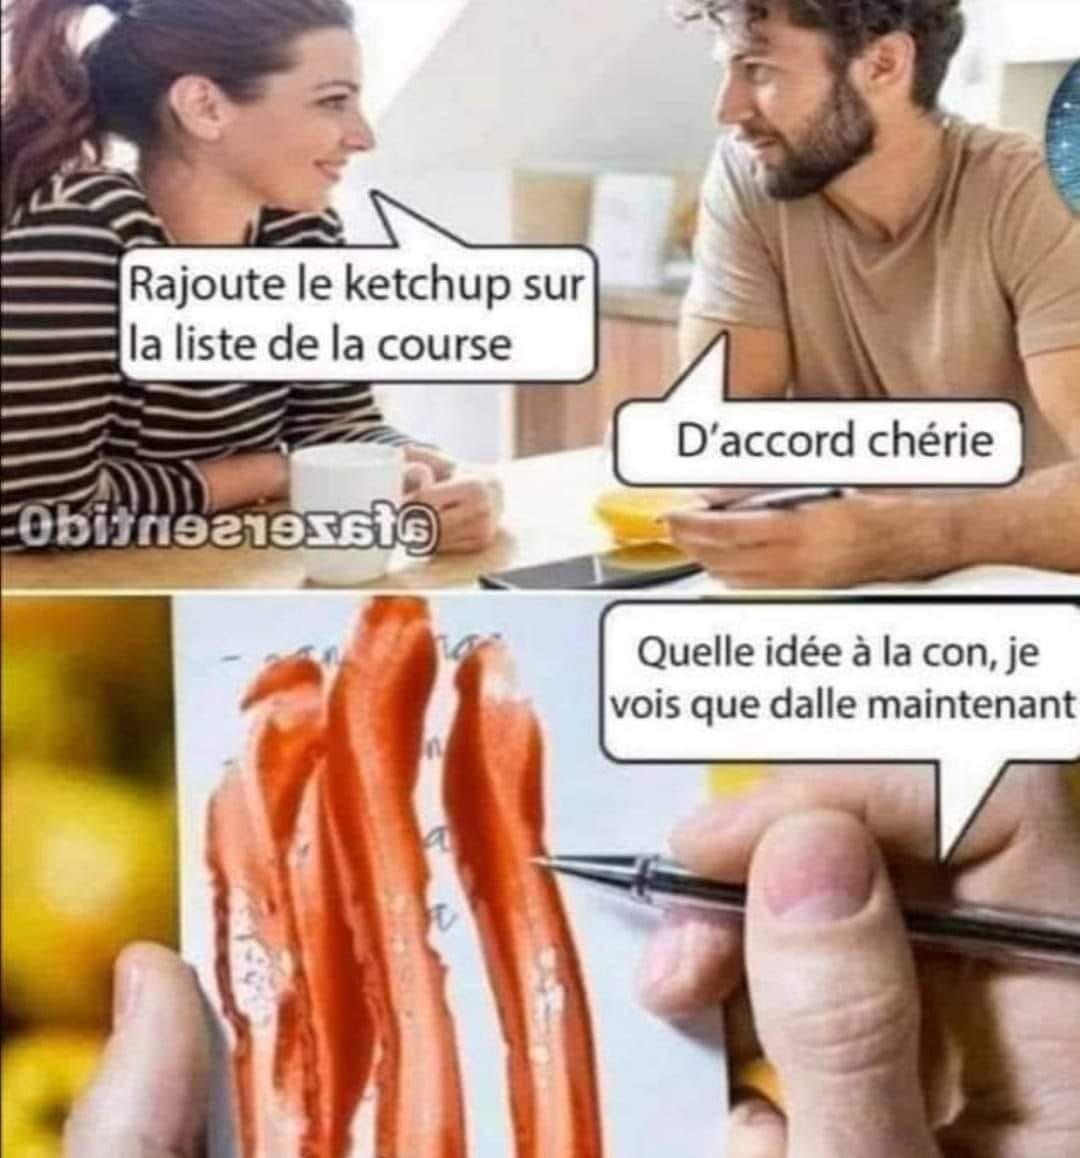 Rajoute le ketchup sur
la liste de la course
D'accord chérie
Quelle idée à la con, je
vois que dalle maintenant